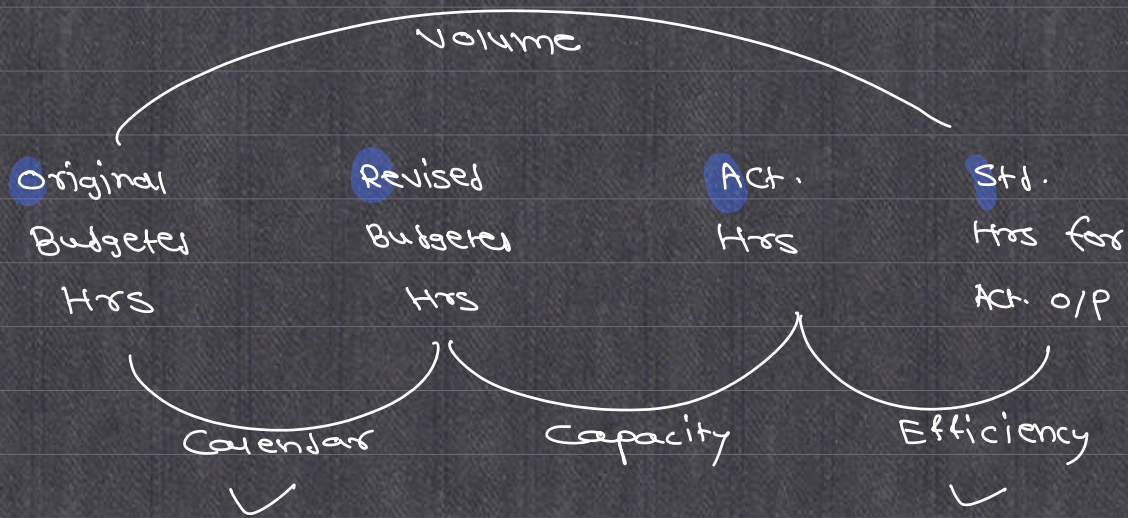 Volume
Original Revised Act. Std.
Budgeted Budgeted Hrs Hrs for
Hrs Hrs Act. O/P
Calendar Capacity Efficiency